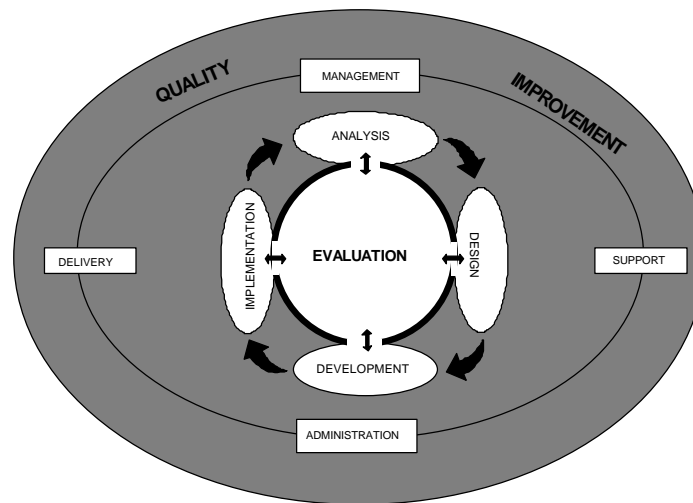 QUALITY
IMPROVEMENT
MANAGEMENT
ANALYSIS
IMPLEMENTATION
EVALUATION
DESIGN
DELIVERY
SUPPORT
DEVELOPMENT
ADMINISTRATION